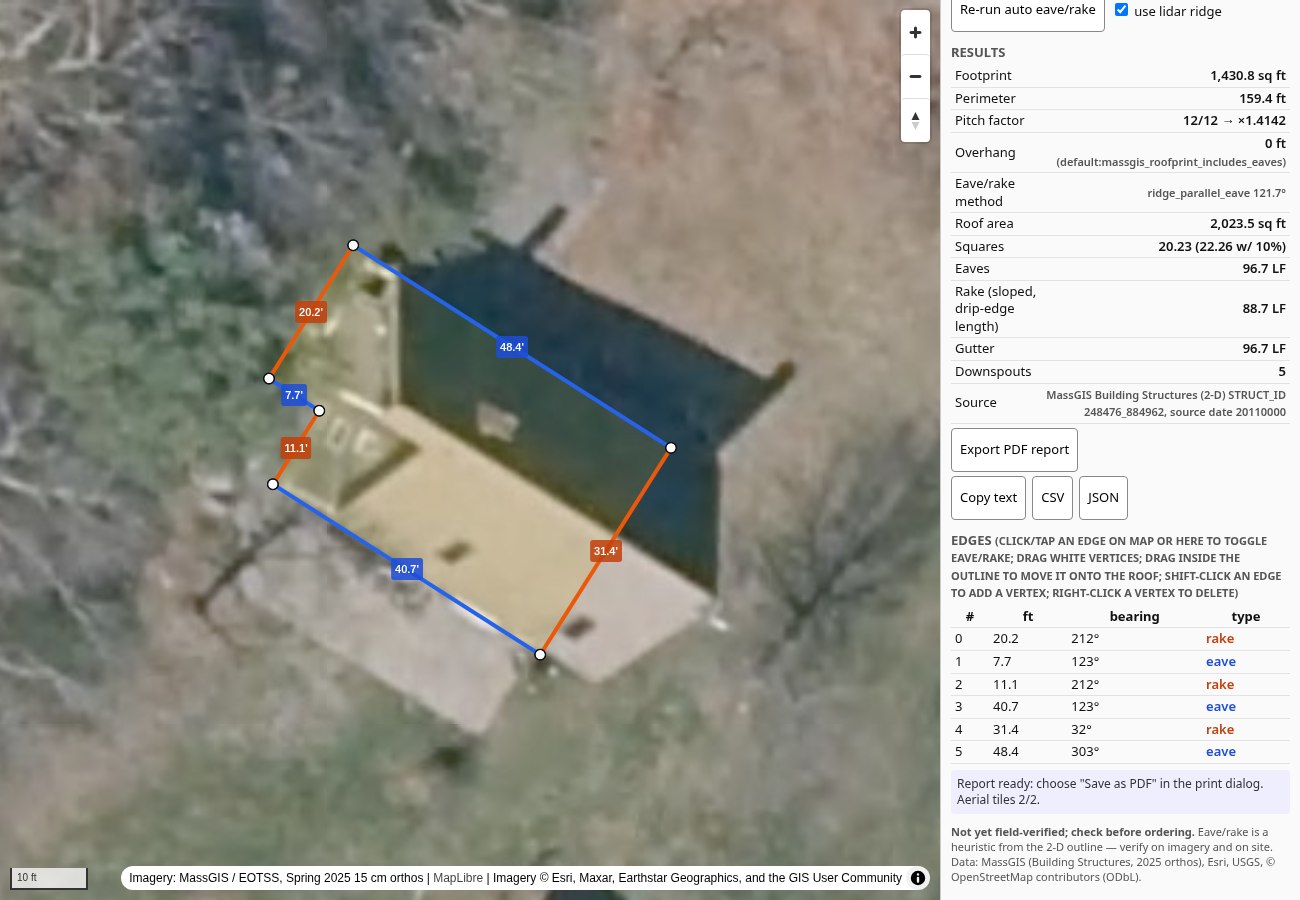 Re-run auto eave/rake
use lidar ridge
RESULTS
Footprint 1,430.8 sq ft
Perimeter 159.4 ft
Pitch factor 12/12 → ×1.4142
Overhang 0 ft
(default:massgis_roofprint_includes_eaves)
Eave/rake
method ridge_parallel_eave 121.7°
Roof area 2,023.5 sq ft
Squares 20.23 (22.26 w/ 10%)
Eaves 96.7 LF
Rake (sloped,
drip-edge
length) 88.7 LF
Gutter 96.7 LF
Downspouts 5
Source MassGIS Building Structures (2-D) STRUCT_ID
248476_884962, source date 20110000
Export PDF report
Copy text CSV JSON
EDGES (CLICK/TAP AN EDGE ON MAP OR HERE TO TOGGLE
EAVE/RAKE; DRAG WHITE VERTICES; DRAG INSIDE THE
OUTLINE TO MOVE IT ONTO THE ROOF; SHIFT-CLICK AN EDGE
TO ADD A VERTEX; RIGHT-CLICK A VERTEX TO DELETE)
# ft bearing type
0 20.2 212° rake
1 7.7 123° eave
2 11.1 212° rake
3 40.7 123° eave
4 31.4 32° rake
5 48.4 303° eave
Report ready: choose "Save as PDF" in the print dialog.
Aerial tiles 2/2.
Not yet field-verified; check before ordering. Eave/rake is a
heuristic from the 2-D outline — verify on imagery and on site.
Data: MassGIS (Building Structures, 2025 orthos), Esri, USGS, ©
OpenStreetMap contributors (ODbL).
20.2'
48.4'
7.7'
11.1'
31.4'
40.7'
10 ft
Imagery: MassGIS / EOTSS, Spring 2025 15 cm orthos | MapLibre | Imagery © Esri, Maxar, Earthstar Geographics, and the GIS User Community